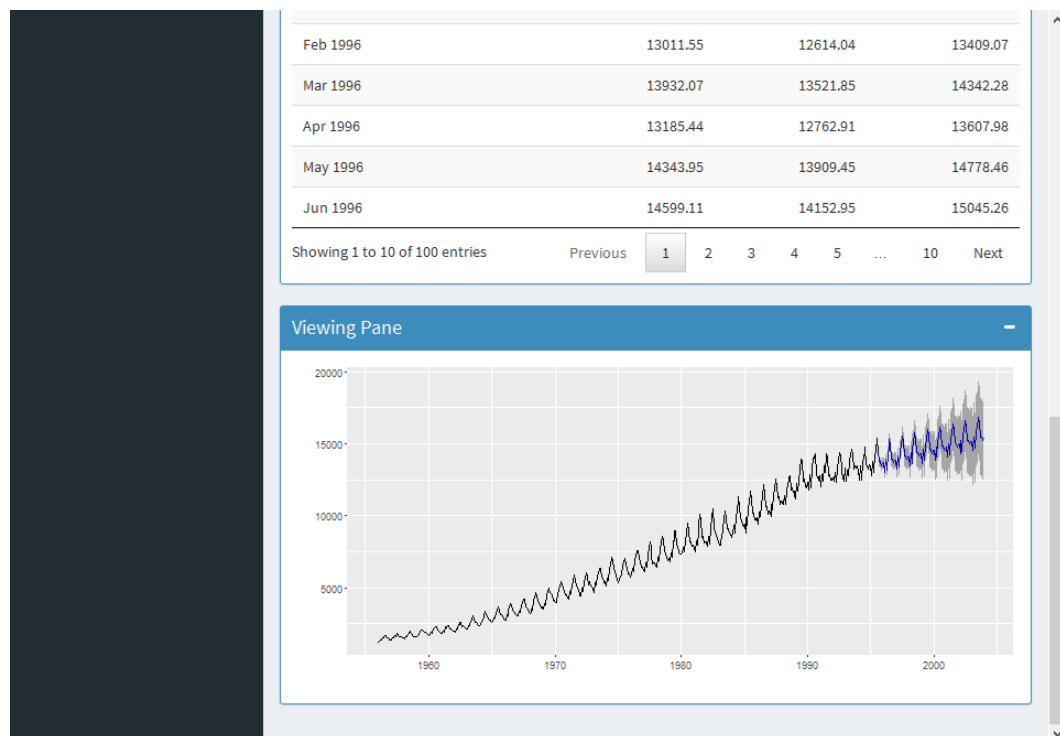 Feb 1996 13011.55 12614.04 13409.07
Mar 1996 13932.07 13521.85 14342.28
Apr 1996 13185.44 12762.91 13607.98
May 1996 14343.95 13909.45 14778.46
Jun 1996 14599.11 14152.95 15045.26
Showing 1 to 10 of 100 entries Previous 1 2 3 4 5 ... 10 Next
Viewing Pane
20000
15000
10000
5000
1960 1970 1980 1990 2000